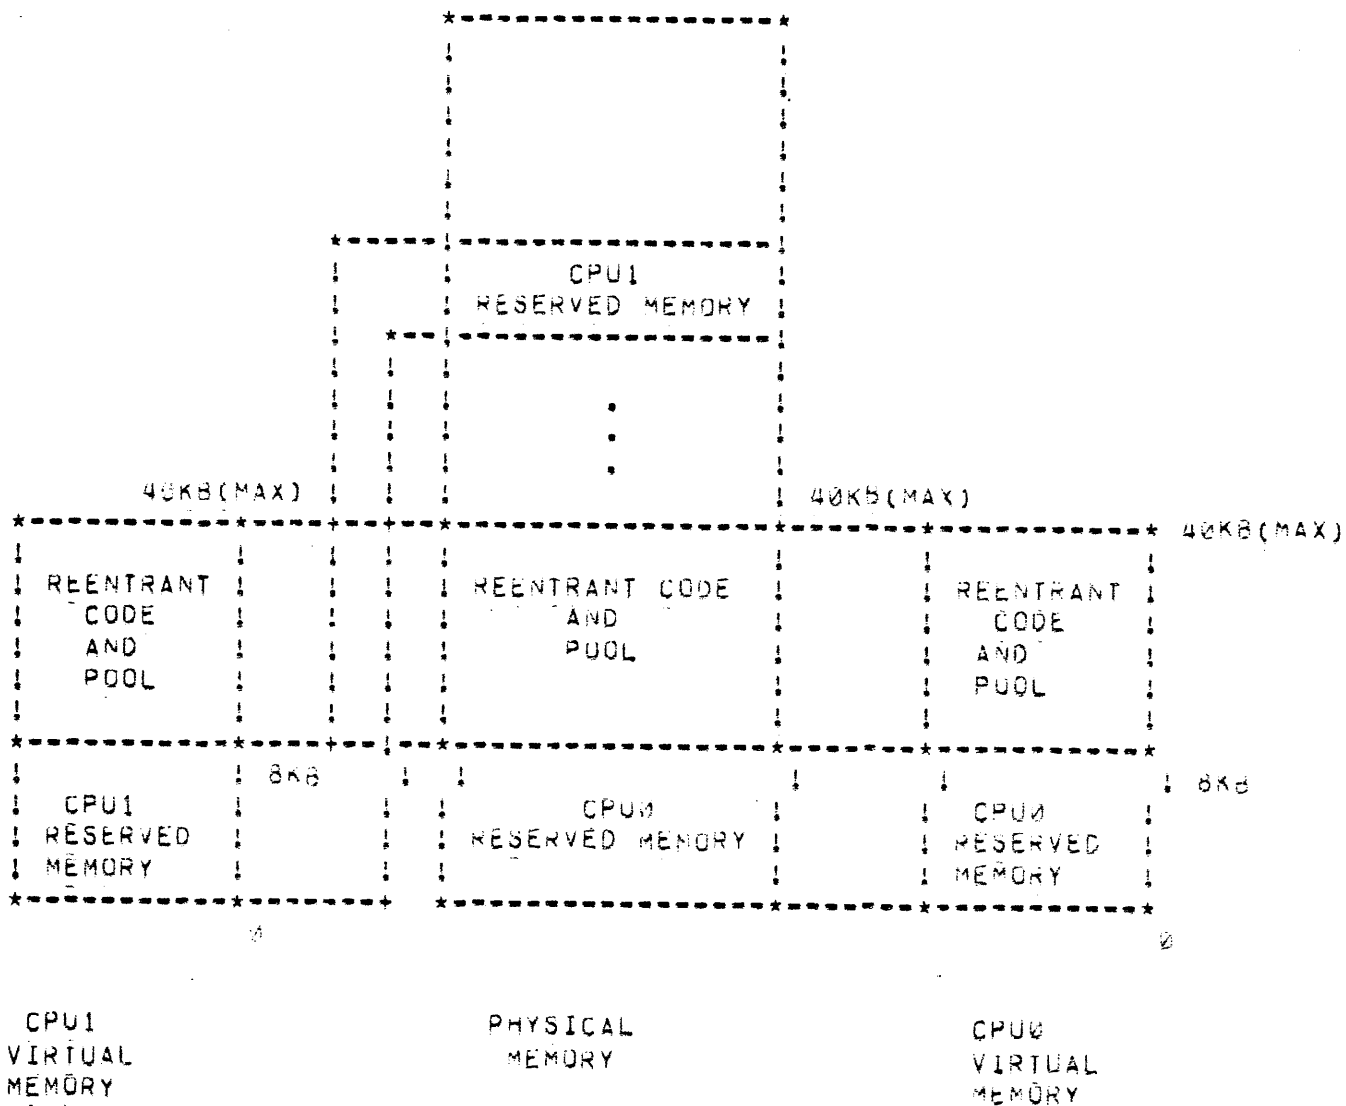 CPU1
RESERVED MEMORY
40KB(MAX)
40KB(MAX)
40KB(MAX)
REENTRANT
CODE
AND
POOL
REENTRANT CODE
AND
POOL
REENTRANT
CODE
AND
POOL
8KB
8KB
CPU1
RESERVED
MEMORY
CPU0
RESERVED MEMORY
CPU0
RESERVED
MEMORY
0
0
CPU1
VIRTUAL
MEMORY
PHYSICAL
MEMORY
CPU0
VIRTUAL
MEMORY